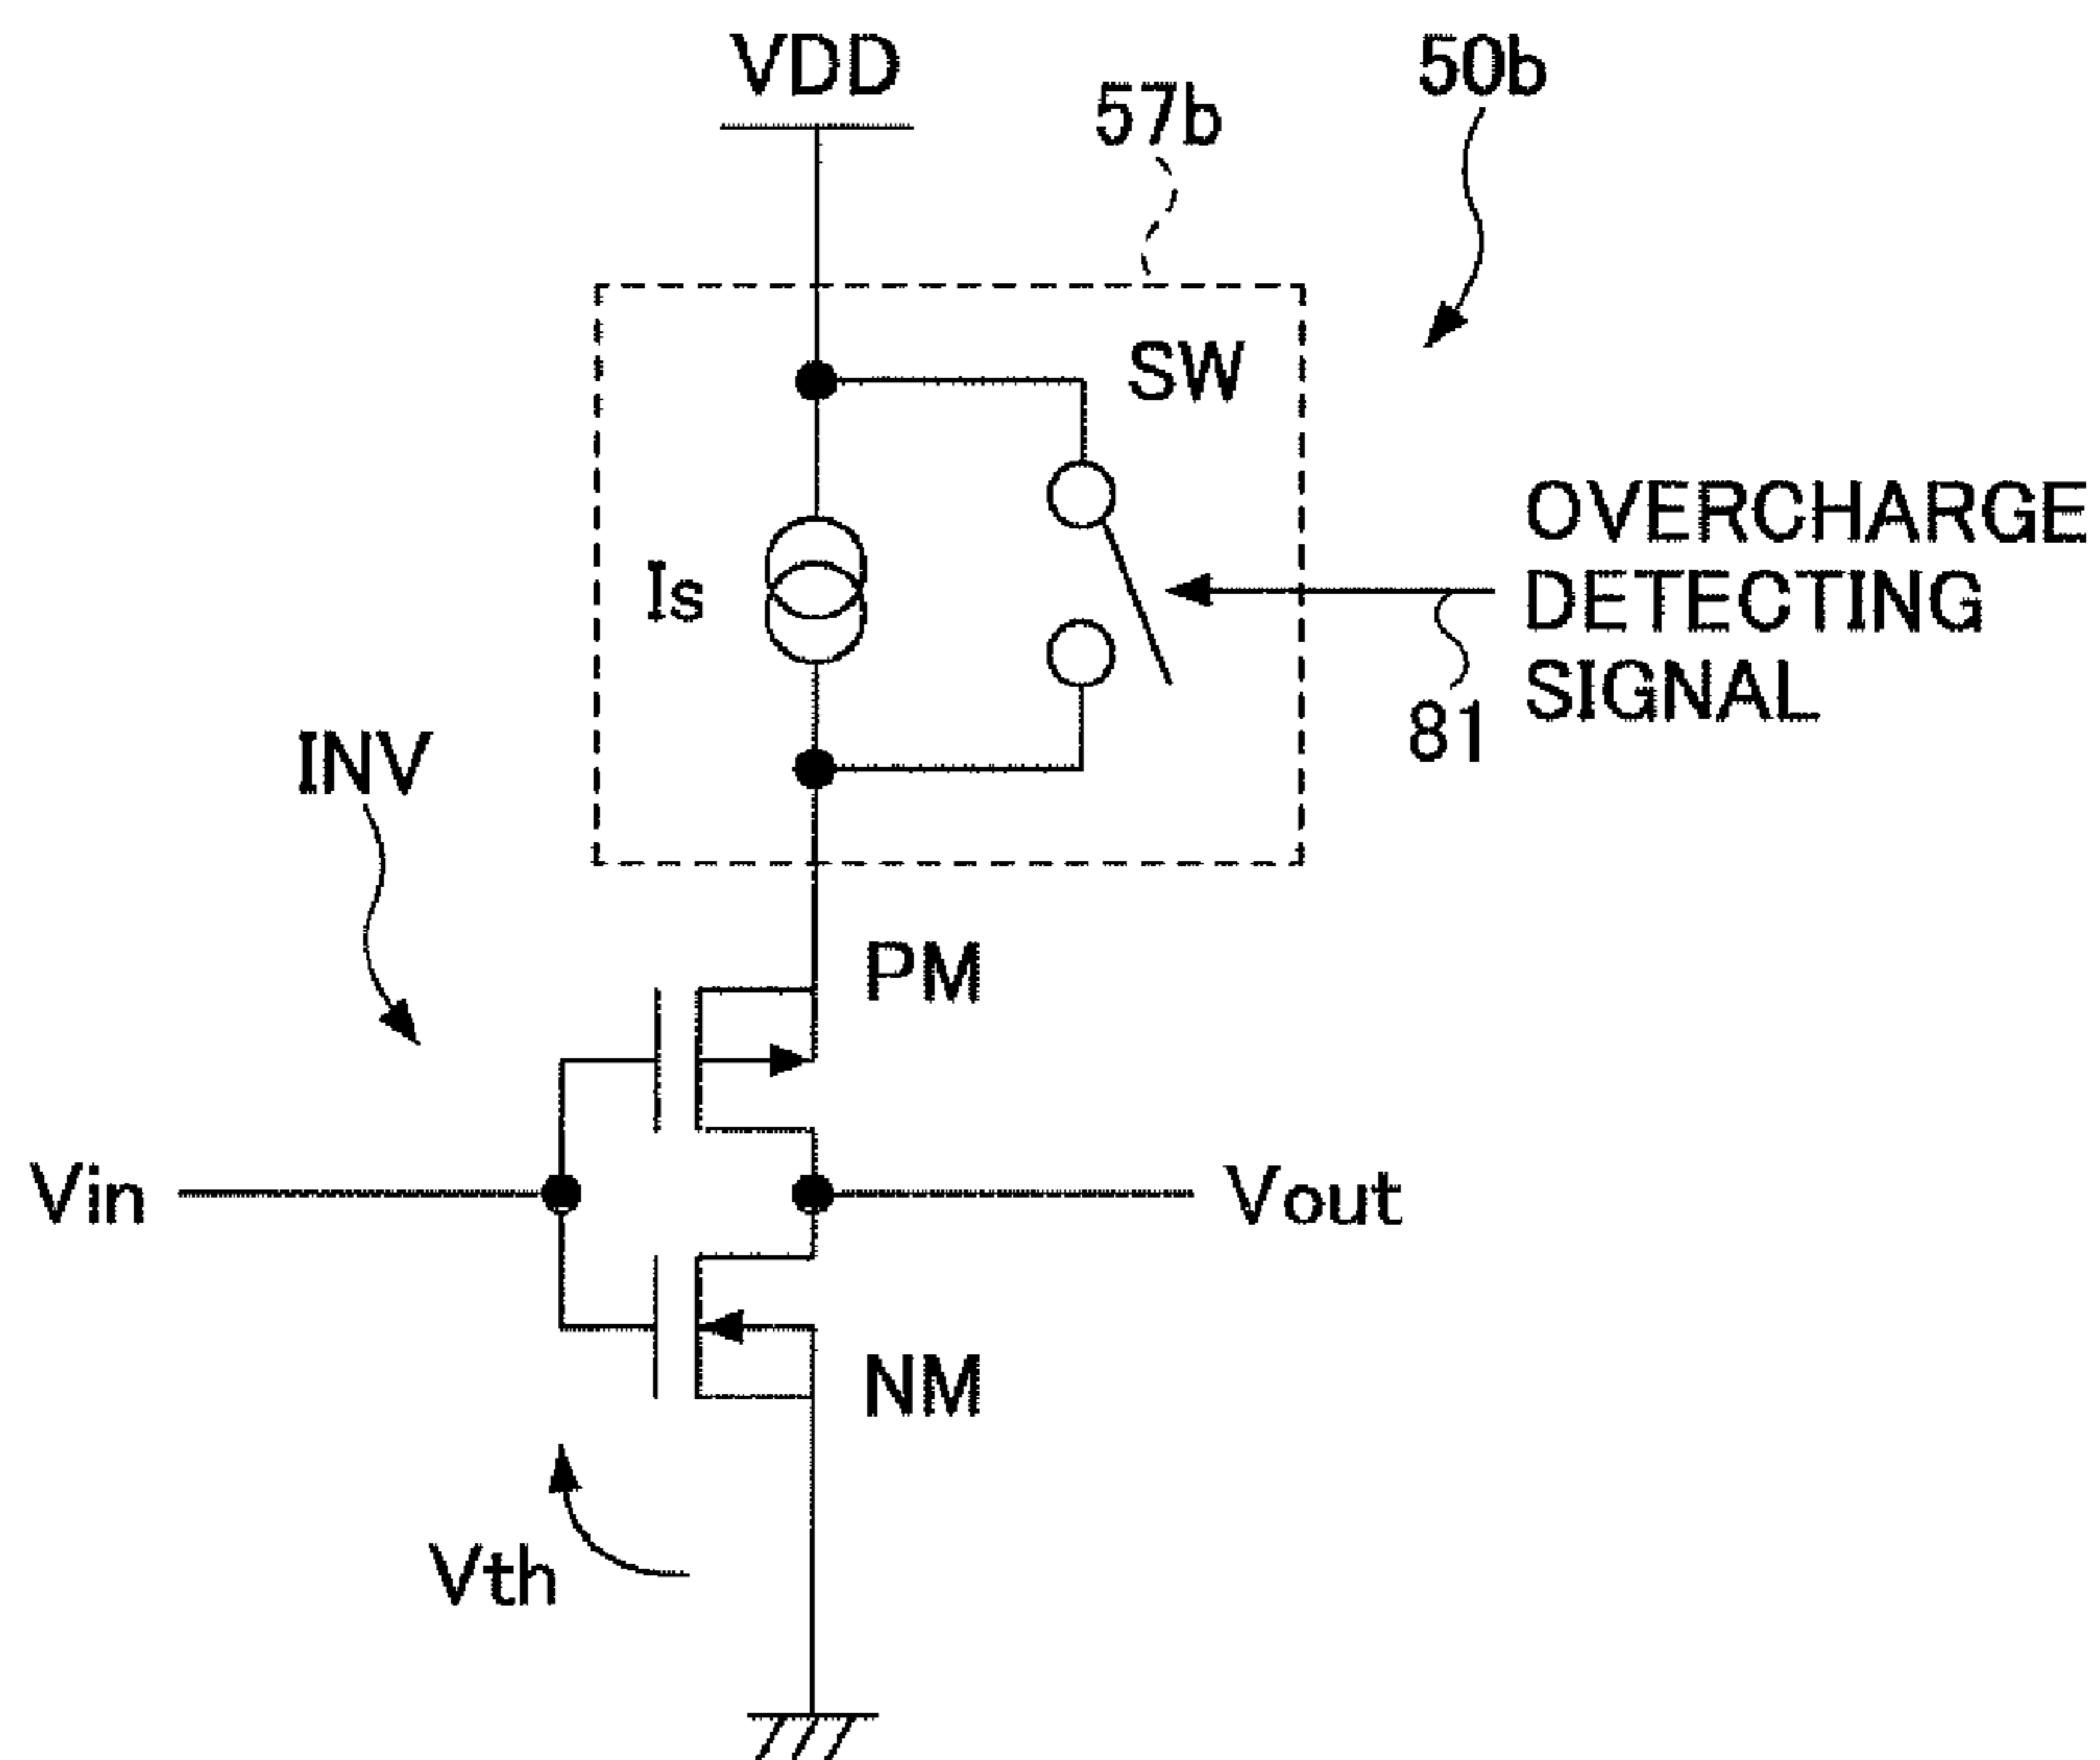 VDD
57b
50b
SW
Is
OVERCHARGE
DETECTING
SIGNAL
81
INV
PM
Vin
Vout
NM
Vth